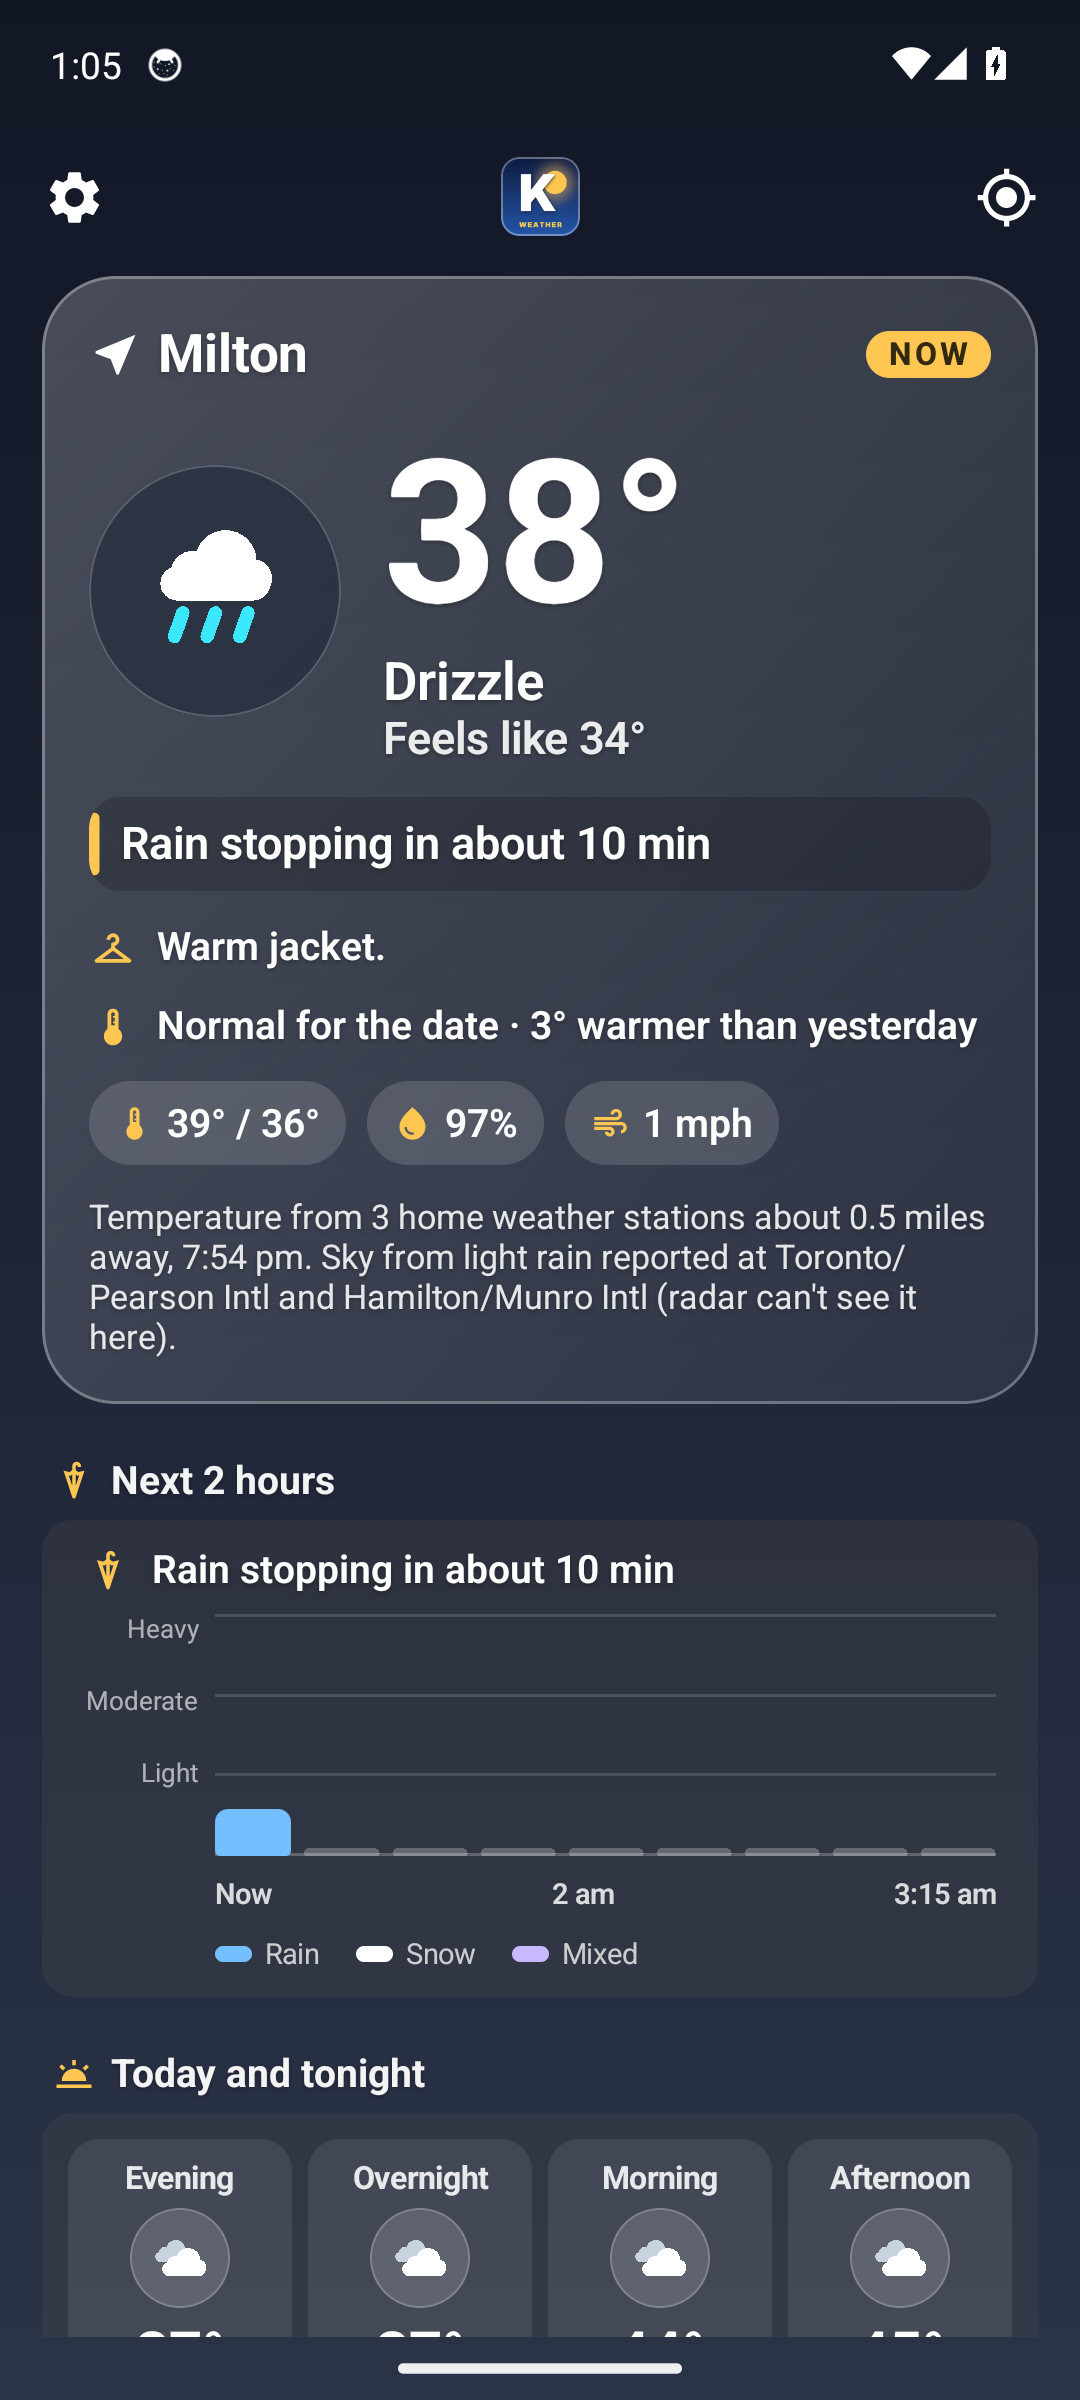 1:05
K
WEATHER
Milton
NOW
38°
Drizzle
Feels like 34°
Rain stopping in about 10 min
Warm jacket.
Normal for the date · 3° warmer than yesterday
39° / 36°
97%
1 mph
Temperature from 3 home weather stations about 0.5 miles
away, 7:54 pm. Sky from light rain reported at Toronto/
Pearson Intl and Hamilton/Munro Intl (radar can't see it
here).
Next 2 hours
Rain stopping in about 10 min
Heavy
Moderate
Light
Now
2 am
3:15 am
Rain
Snow
Mixed
Today and tonight
Evening
Overnight
Morning
Afternoon